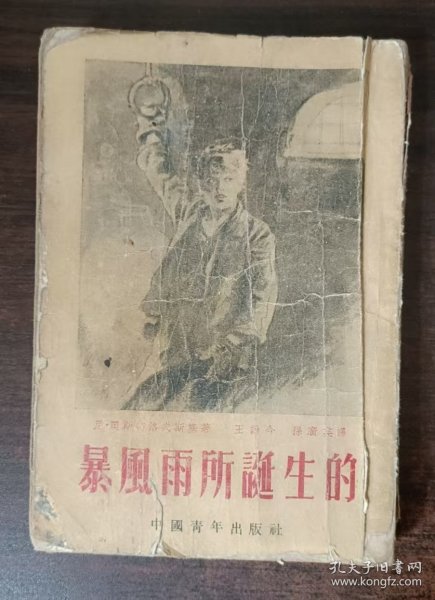 尼·奧斯特洛夫斯基著 王語今 孫廣英譯
暴風雨所誕生的
中國青年出版社
孔夫子旧书网
www.kongfz.com